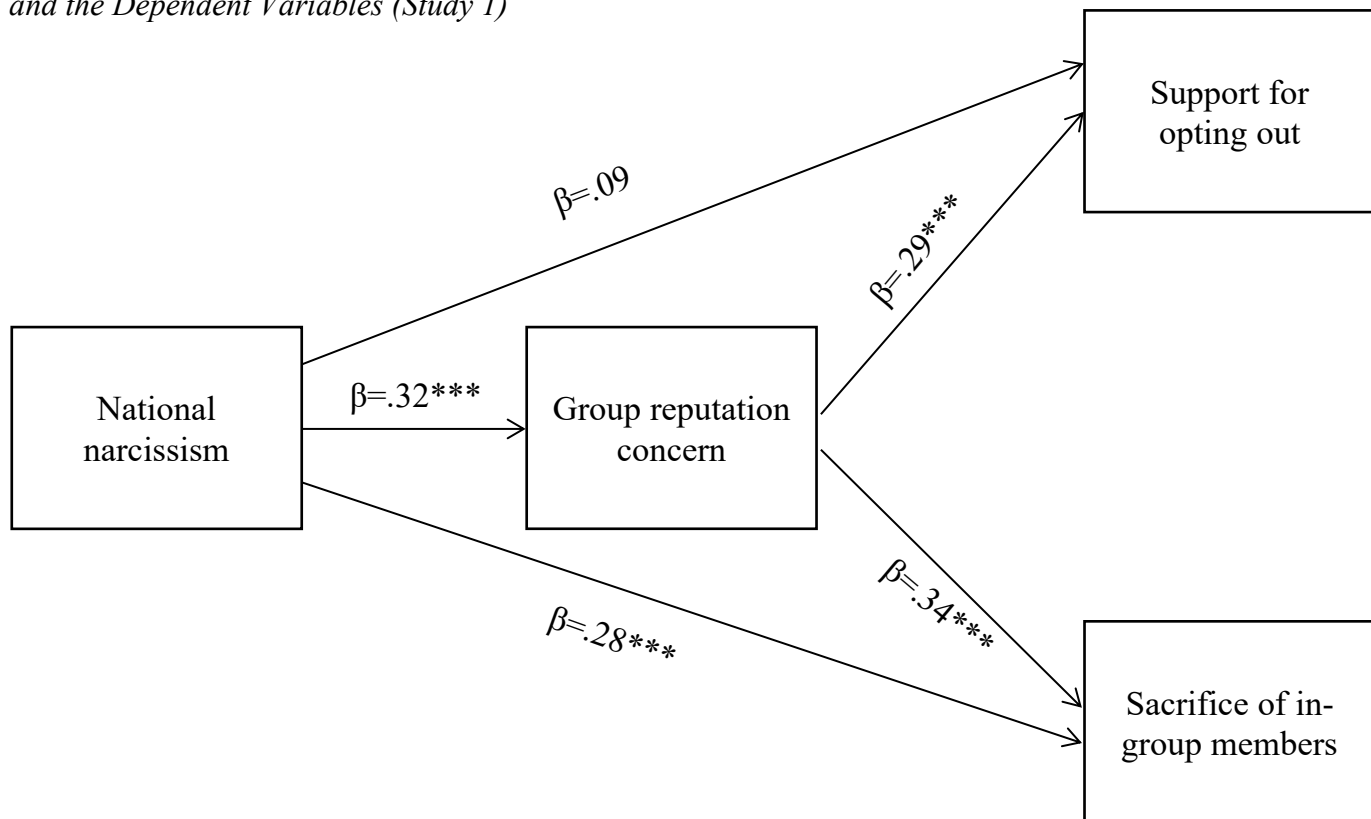 and the Dependent Variables (Study 1)
Support for
opting out
β=.09
β=.29***
National
narcissism
β=.32***
Group reputation
concern
β=.28***
β=.34***
Sacrifice of in-
group members